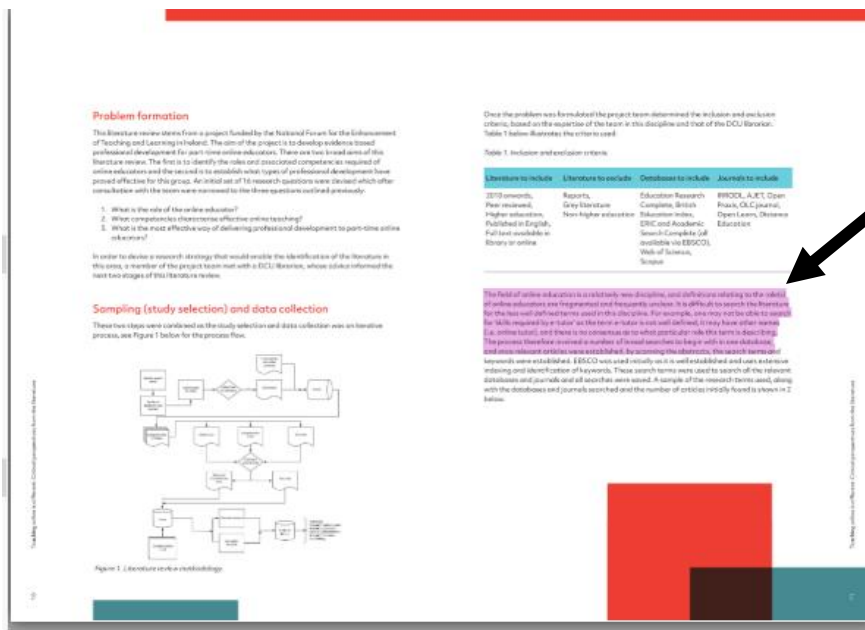 Problem formation
This literature review stems from a project funded by the National Forum for the Enhancement
of Teaching and Learning in Ireland. The aim of the project is to develop evidence based
professional development for part-time online educators. There are two broad aims of this
literature review. The first is to identify the roles and associated competencies required of
online educators and the second is to establish what types of professional development have
proved effective for this group. An initial set of 16 research questions were devised which after
consultation with the team were narrowed to the three questions outlined previously:
1. What is the role of the online educator?
2. What competencies characterise effective online teaching?
3. What is the most effective way of delivering professional development to part-time online
educators?
In order to devise a research strategy that would enable the identification of the literature in
this area, a member of the project team met with a DCU librarian, whose advice informed the
next two stages of this literature review.
Sampling (study selection) and data collection
These two steps were combined as the study selection and data collection was an iterative
process, see Figure 1 below for the process flow.
Figure 1. Literature review methodology
Once the problem was formulated the project team determined the inclusion and exclusion
criteria, based on the expertise of the team in this discipline and that of the DCU librarian.
Table 1 below illustrates the criteria used:
Table 1. Inclusion and exclusion criteria
Literature to include Literature to exclude Databases to include Journals to include
2010 onwards, Reports, Education Research IRRODL, AJET, Open
Peer reviewed, Grey literature Complete, British Praxis, OLC journal,
Higher education, Non-higher education Education Index, Open Learn, Distance
Published in English, ERIC and Academic Education
Full text available in Search Complete (all
library or online available via EBSCO),
Web of Science,
Scopus
The field of online education is a relatively new discipline, and definitions relating to the role(s)
of online educators are fragmented and frequently unclear. It is difficult to search the literature
for the less well defined terms used in this discipline. For example, one may not be able to search
for 'skills required by e-tutor' as the term e-tutor is not well defined, it may have other names
(i.e. online tutor), and there is no consensus as to what particular role this term is describing.
The process therefore involved a number of broad searches to begin with in one database,
and once relevant articles were established, by scanning the abstracts, the search terms and
keywords were established. EBSCO was used initially as it is well established and uses extensive
indexing and identification of keywords. These search terms were used to search all the relevant
databases and journals and all searches were saved. A sample of the research terms used, along
with the databases and journals searched and the number of articles initially found is shown in 2
below.